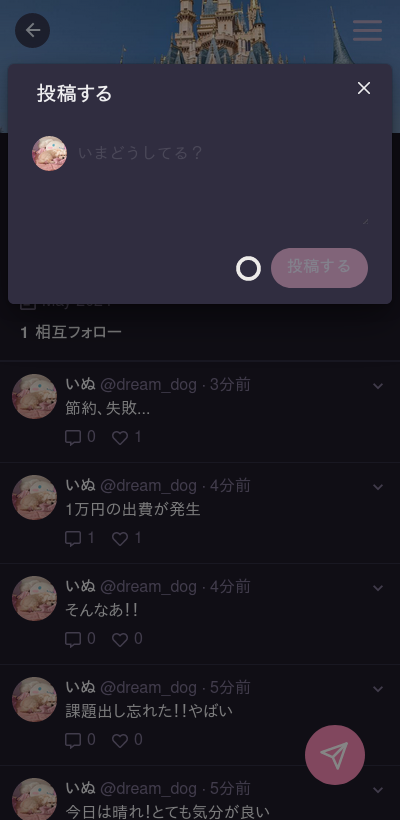 投稿する
いまどうしてる？
投稿する
1 相互フォロー
いぬ @dream_dog · 3分前
節約、失敗...
0 1
いぬ @dream_dog · 4分前
1万円の出費が発生
1 1
いぬ @dream_dog · 4分前
そんなあ！！
0 0
いぬ @dream_dog · 5分前
課題出し忘れた！！やばい
0 0
いぬ @dream_dog · 5分前
今日は晴れ！とても気分が良い